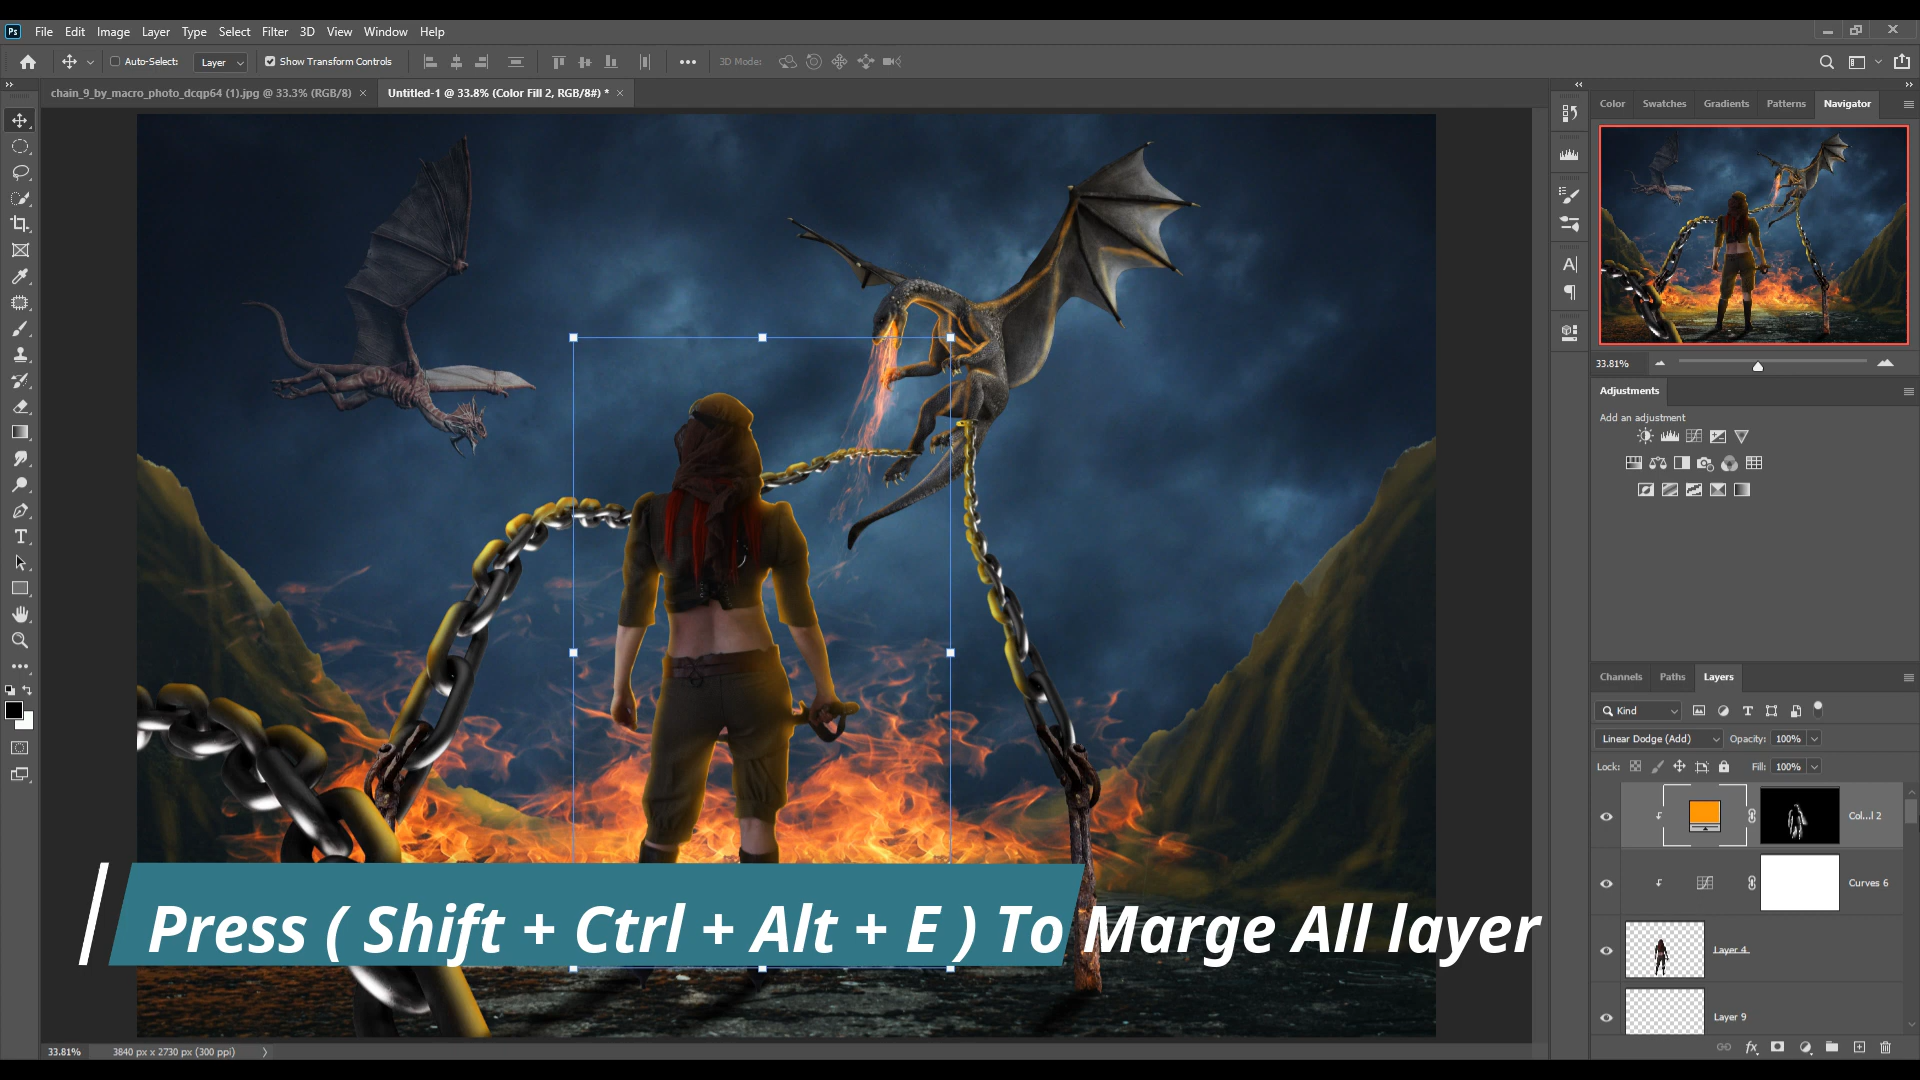 Ps File Edit Image Layer Type Select Filter 3D View Window Help
Auto-Select: Layer Show Transform Controls 3D Mode:
chain_9_by_macro_photo_dcqp64 (1).jpg @ 33.3% (RGB/8) × Untitled-1 @ 33.8% (Color Fill 2, RGB/8#) * ×
Color Swatches Gradients Patterns Navigator
33.81%
Adjustments
Add an adjustment
Channels Paths Layers
Kind
Linear Dodge (Add) Opacity: 100%
Lock: Fill: 100%
Col...l 2
Curves 6
Layer 4
Layer 9
Press ( Shift + Ctrl + Alt + E ) To Marge All layer
33.81% 3840 px x 2730 px (300 ppi)